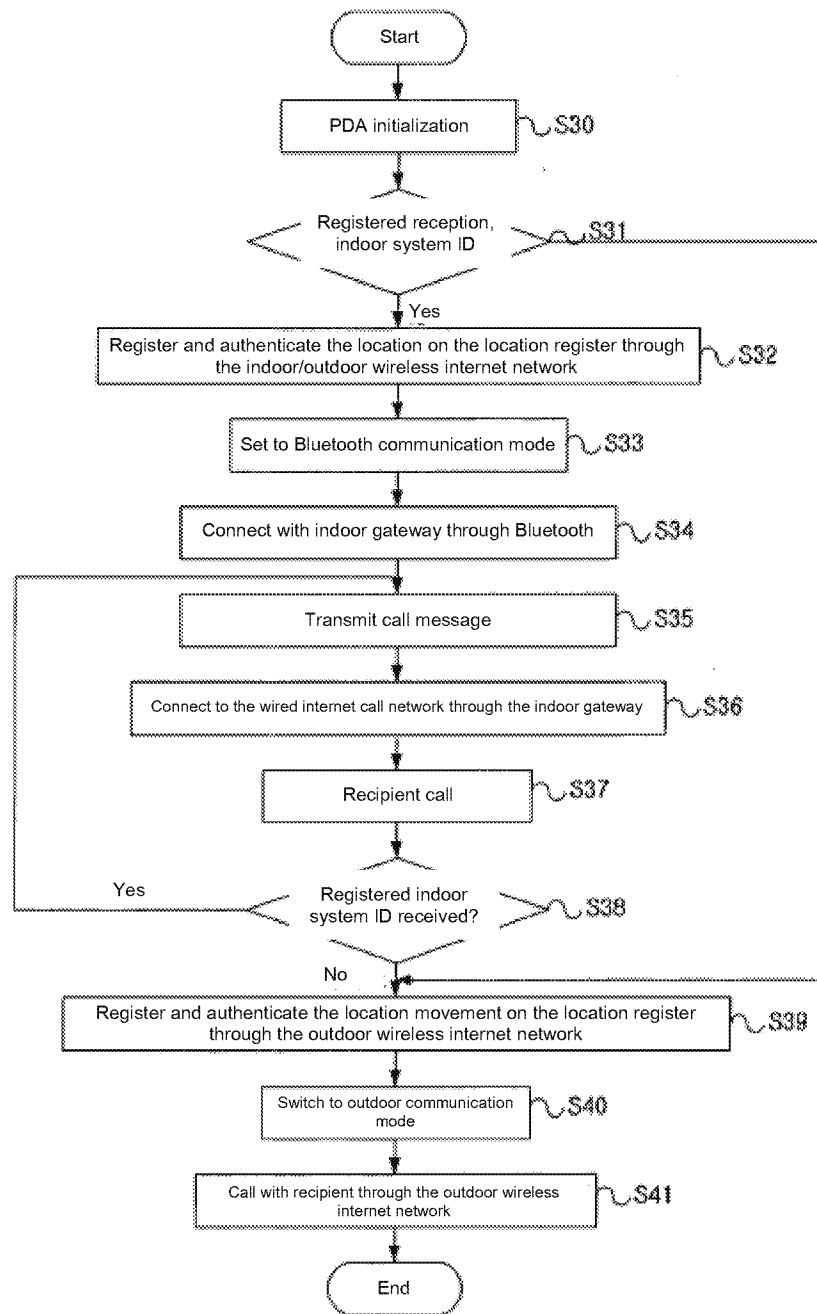 Start
PDA initialization
S30
Registered reception,
indoor system ID
S31
Yes
Register and authenticate the location on the location register through
the indoor/outdoor wireless internet network
S32
Set to Bluetooth communication mode
S33
Connect with indoor gateway through Bluetooth
S34
Transmit call message
S35
Connect to the wired internet call network through the indoor gateway
S36
Recipient call
S37
Yes
Registered indoor
system ID received?
S38
No
Register and authenticate the location movement on the location register
through the outdoor wireless internet network
S39
Switch to outdoor communication
mode
S40
Call with recipient through the outdoor wireless
internet network
S41
End